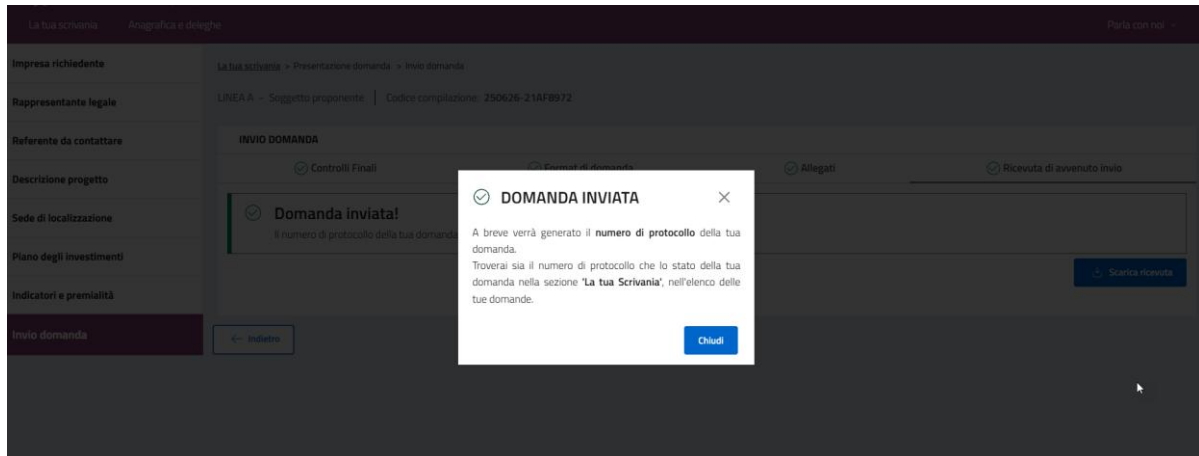 La tua scrivania Anagrafica e deleghe Parla con noi
Impresa richiedente
La tua scrivania > Presentazione domanda > Invio domanda
Rappresentante legale
LINEA A - Soggetto proponente | Codice compilazione: 250626-21AF8972
Referente da contattare
INVIO DOMANDA
Controlli Finali Format di domanda Allegati Ricevuta di avvenuto invio
Descrizione progetto
Sede di localizzazione
Domanda inviata!
Il numero di protocollo della tua domanda
Piano degli investimenti
Scarica ricevuta
Indicatori e premialità
Invio domanda
<- Indietro
DOMANDA INVIATA
A breve verrà generato il numero di protocollo della tua
domanda.
Troverai sia il numero di protocollo che lo stato della tua
domanda nella sezione 'La tua Scrivania', nell'elenco delle
tue domande.
Chiudi